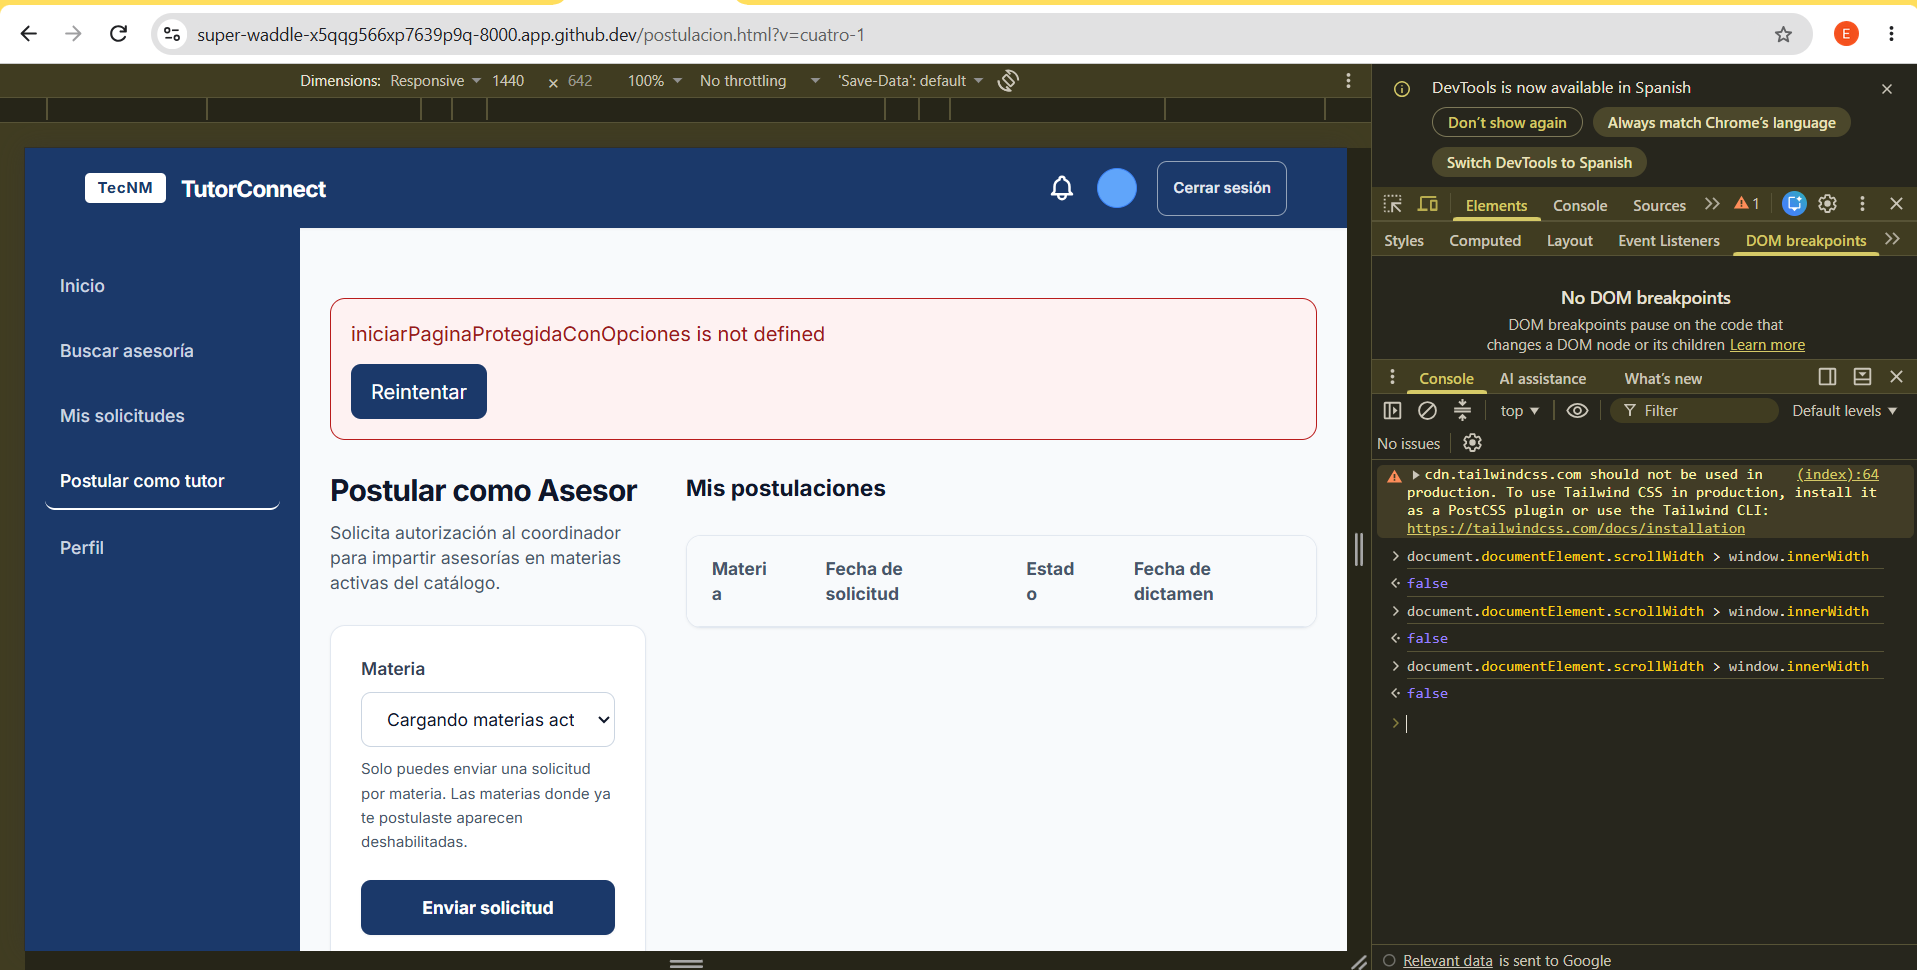 super-waddle-x5qqg566xp7639p9q-8000.app.github.dev/postulacion.html?v=cuatro-1
E
Dimensions: Responsive 1440 × 642 100% No throttling 'Save-Data': default
TecNM TutorConnect
Cerrar sesión
Inicio
Buscar asesoría
Mis solicitudes
Postular como tutor
Perfil
iniciarPaginaProtegidaConOpciones is not defined
Reintentar
Postular como Asesor
Solicita autorización al coordinador
para impartir asesorías en materias
activas del catálogo.
Materia
Cargando materias act
Solo puedes enviar una solicitud
por materia. Las materias donde ya
te postulaste aparecen
deshabilitadas.
Enviar solicitud
Mis postulaciones
Materi
a
Fecha de
solicitud
Estad
o
Fecha de
dictamen
DevTools is now available in Spanish
Don't show again
Always match Chrome's language
Switch DevTools to Spanish
Elements Console Sources 1
Styles Computed Layout Event Listeners DOM breakpoints
No DOM breakpoints
DOM breakpoints pause on the code that
changes a DOM node or its children Learn more
Console AI assistance What's new
top Filter Default levels
No issues
cdn.tailwindcss.com should not be used in (index):64
production. To use Tailwind CSS in production, install it
as a PostCSS plugin or use the Tailwind CLI:
https://tailwindcss.com/docs/installation
document.documentElement.scrollWidth > window.innerWidth
false
document.documentElement.scrollWidth > window.innerWidth
false
document.documentElement.scrollWidth > window.innerWidth
false
Relevant data is sent to Google